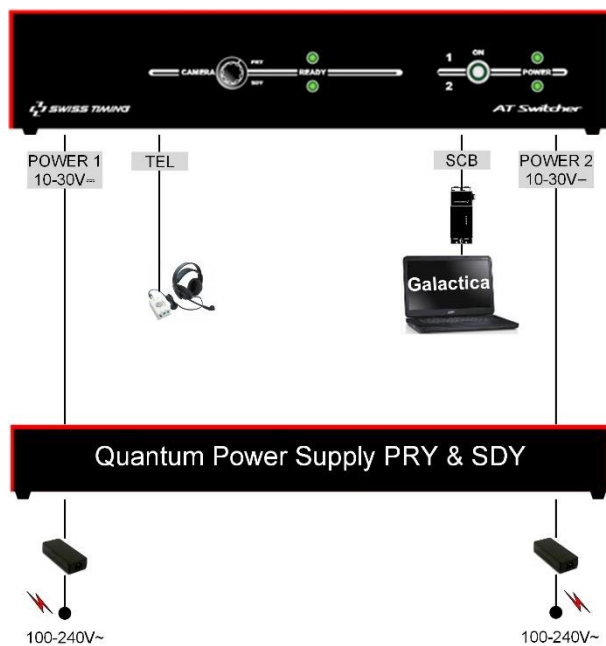 PRY
CAMERA READY
SDY
ON
1 POWER
2
SWISS TIMING AT Switcher
POWER 1
10-30V⎓
TEL
SCB
POWER 2
10-30V⎓
Galactica
Quantum Power Supply PRY & SDY
100-240V~
100-240V~